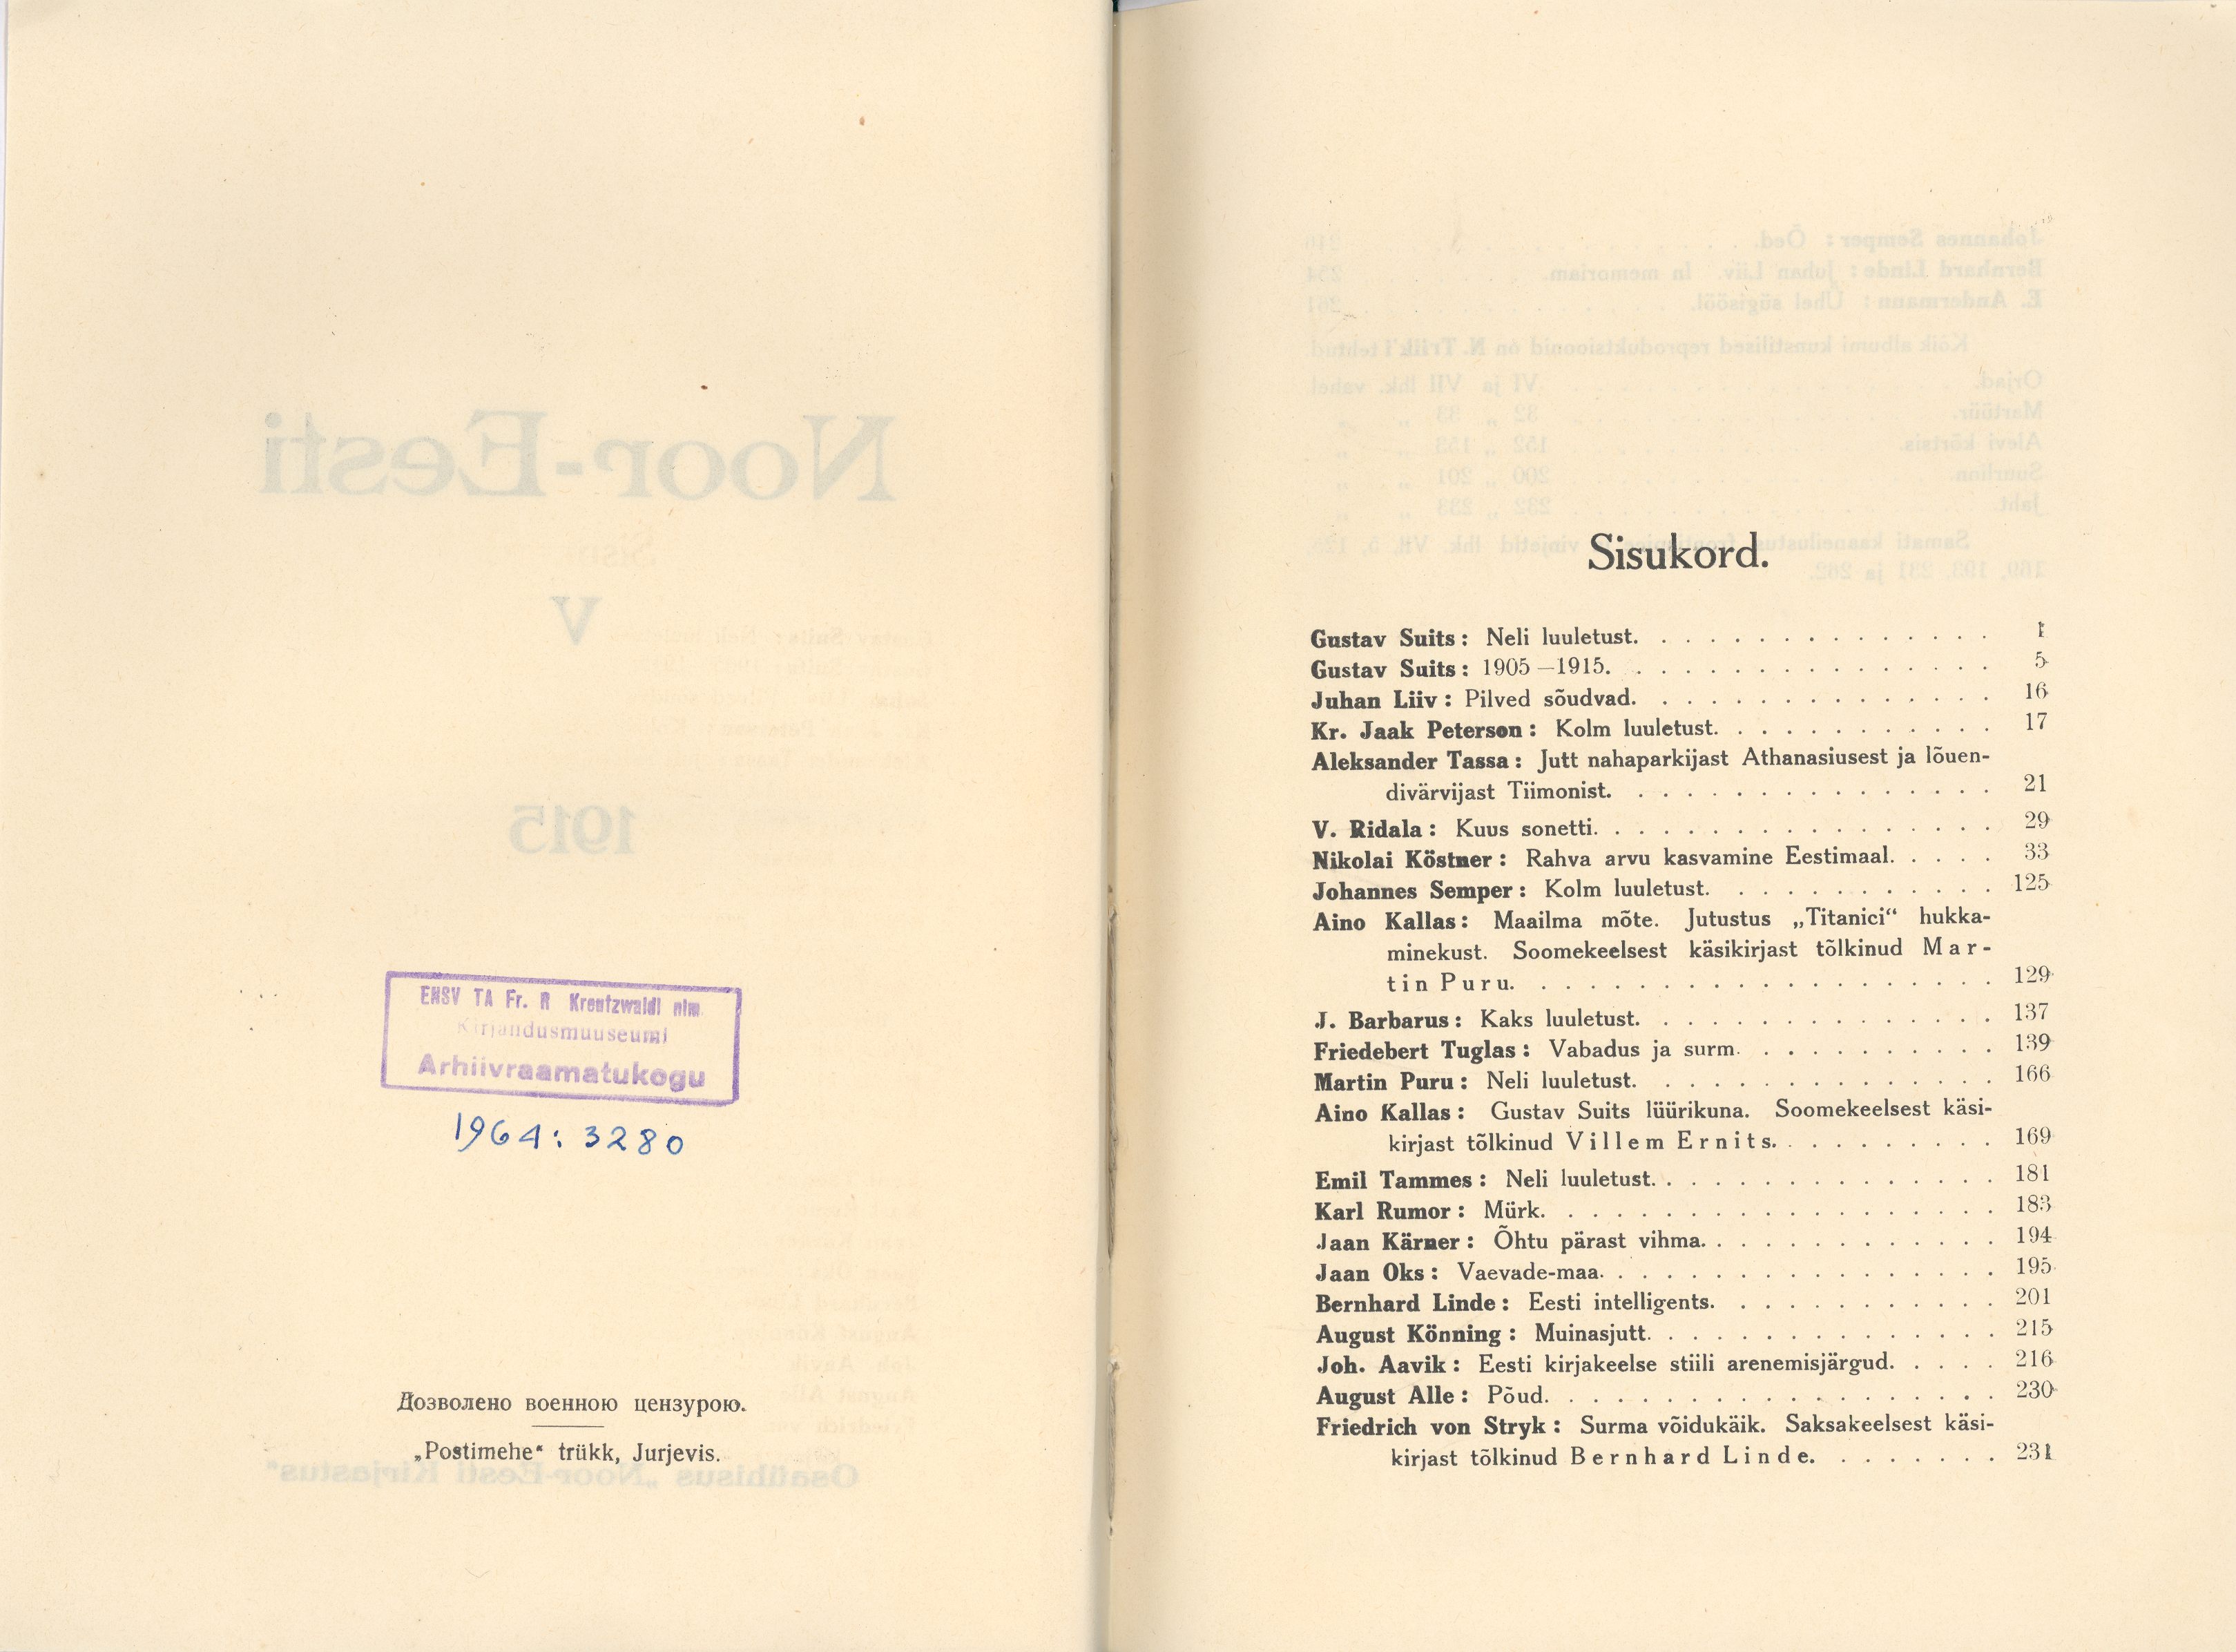 ENSV TA Fr. R Kreutzwaldi nim
Kirjandusmuuseumi
Arhiivraamatukogu
1964: 3280
Дозволено военною цензурою.
„Postimehe“ trükk, Jurjevis.
Sisukord.
Gustav Suits: Neli luuletust. . . . . . . . . . . . . . . 1
Gustav Suits: 1905—1915. . . . . . . . . . . . . . . . 5
Juhan Liiv: Pilved sõudvad. . . . . . . . . . . . . . . 16
Kr. Jaak Peterson: Kolm luuletust. . . . . . . . . . . . 17
Aleksander Tassa: Jutt nahaparkijast Athanasiusest ja lõuen-
divärvijast Tiimonist. . . . . . . . . . . . . . . . 21
V. Ridala: Kuus sonetti. . . . . . . . . . . . . . . . . 29
Nikolai Köstner: Rahva arvu kasvamine Eestimaal. . . . . 33
Johannes Semper: Kolm luuletust. . . . . . . . . . . . 125
Aino Kallas: Maailma mõte. Jutustus „Titanici“ hukka-
minekust. Soomekeelsest käsikirjast tõlkinud Mar-
tin Puru. . . . . . . . . . . . . . . . . . . . 129
J. Barbarus: Kaks luuletust. . . . . . . . . . . . . . . 137
Friedebert Tuglas: Vabadus ja surm. . . . . . . . . . . 139
Martin Puru: Neli luuletust. . . . . . . . . . . . . . . 166
Aino Kallas: Gustav Suits lüürikuna. Soomekeelsest käsi-
kirjast tõlkinud Villem Ernits. . . . . . . . . . 169
Emil Tammes: Neli luuletust. . . . . . . . . . . . . . . 181
Karl Rumor: Mürk. . . . . . . . . . . . . . . . . . . 183
Jaan Kärner: Õhtu pärast vihma. . . . . . . . . . . . . 194
Jaan Oks: Vaevade-maa. . . . . . . . . . . . . . . . . 195
Bernhard Linde: Eesti intelligents. . . . . . . . . . . . 201
August Könning: Muinasjutt. . . . . . . . . . . . . . . 215
Joh. Aavik: Eesti kirjakeelse stiili arenemisjärgud. . . . . 216
August Alle: Põud. . . . . . . . . . . . . . . . . . . 230
Friedrich von Stryk: Surma võidukäik. Saksakeelsest käsi-
kirjast tõlkinud Bernhard Linde. . . . . . . . 231